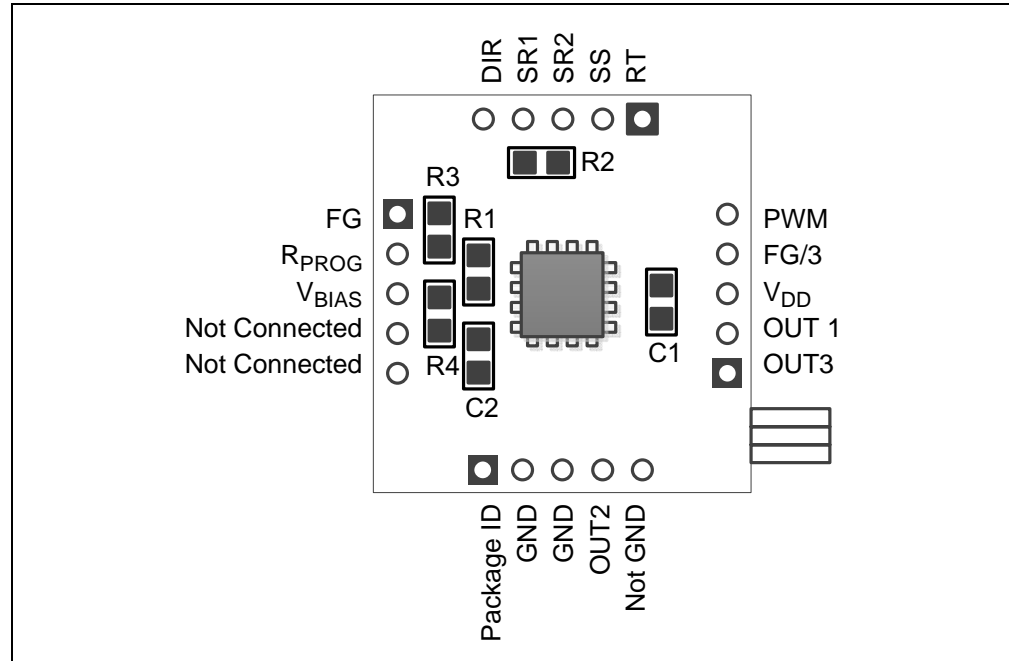 DIR
SR1
SR2
SS
RT
R2
R3
R1
FG
RPROG
VBIAS
Not Connected
Not Connected
R4
C2
C1
PWM
FG/3
VDD
OUT 1
OUT3
Package ID
GND
GND
OUT2
Not GND